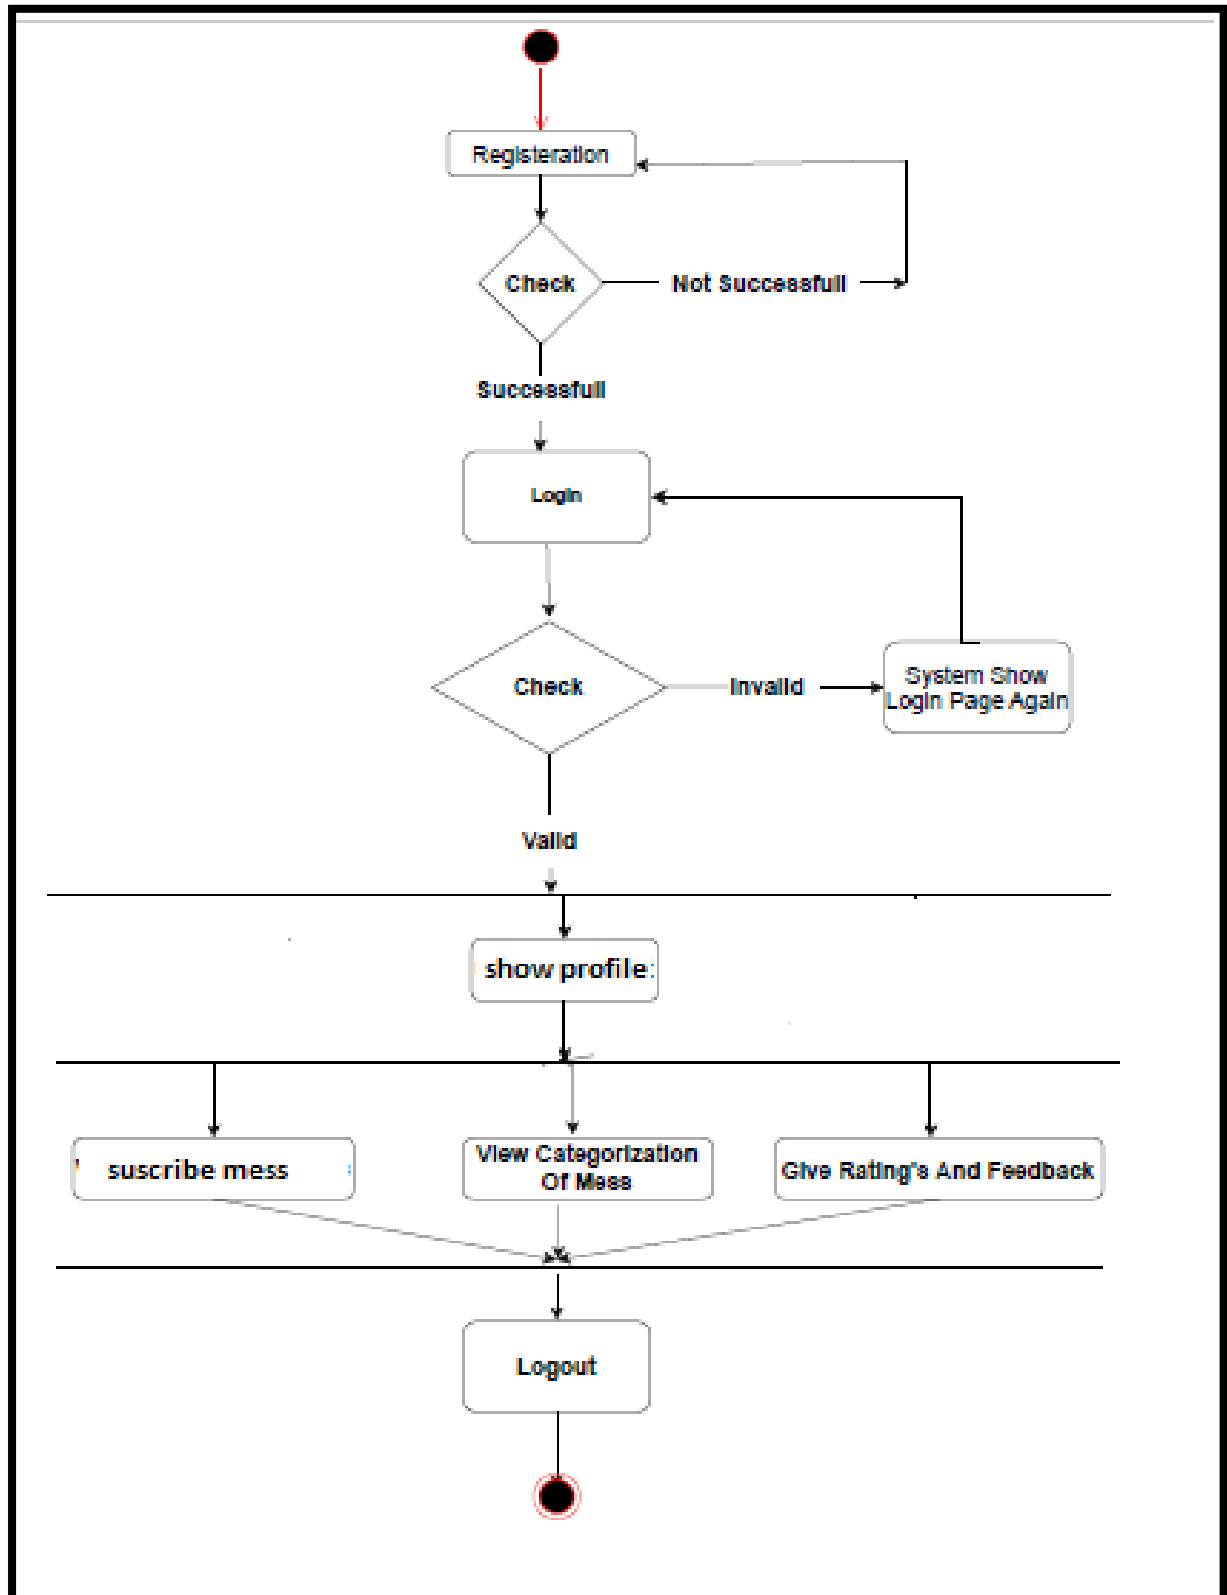 Registeration
Check
Not Successfull
Successfull
Login
Check
Invalid
System Show
Login Page Again
Valid
show profile:
suscribe mess
View Categorization
Of Mess
Give Rating's And Feedback
Logout